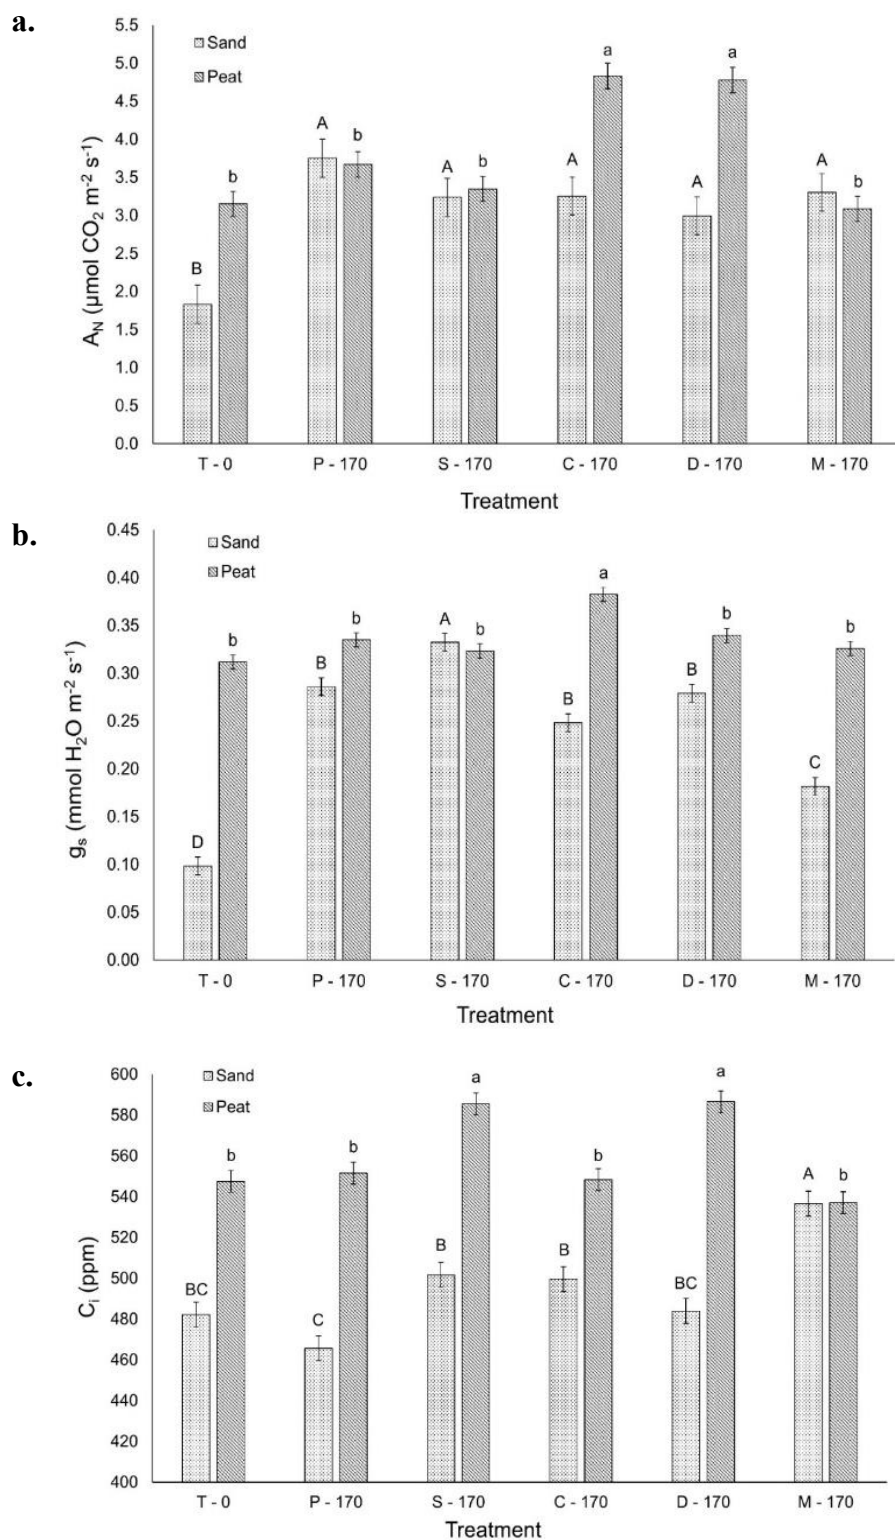 a.
5.5
5.0
4.5
4.0
3.5
3.0
2.5
2.0
1.5
1.0
0.5
0.0
A_N (µmol CO₂ m⁻² s⁻¹)
Sand
Peat
B b A b A b A a A a A b
T - 0 P - 170 S - 170 C - 170 D - 170 M - 170
Treatment
b.
0.45
0.40
0.35
0.30
0.25
0.20
0.15
0.10
0.05
0.00
gₛ (mmol H₂O m⁻² s⁻¹)
Sand
Peat
D b B b A b B a B b C b
T - 0 P - 170 S - 170 C - 170 D - 170 M - 170
Treatment
c.
600
580
560
540
520
500
480
460
440
420
400
Cᵢ (ppm)
Sand
Peat
BC b C b B a B b BC a A b
T - 0 P - 170 S - 170 C - 170 D - 170 M - 170
Treatment